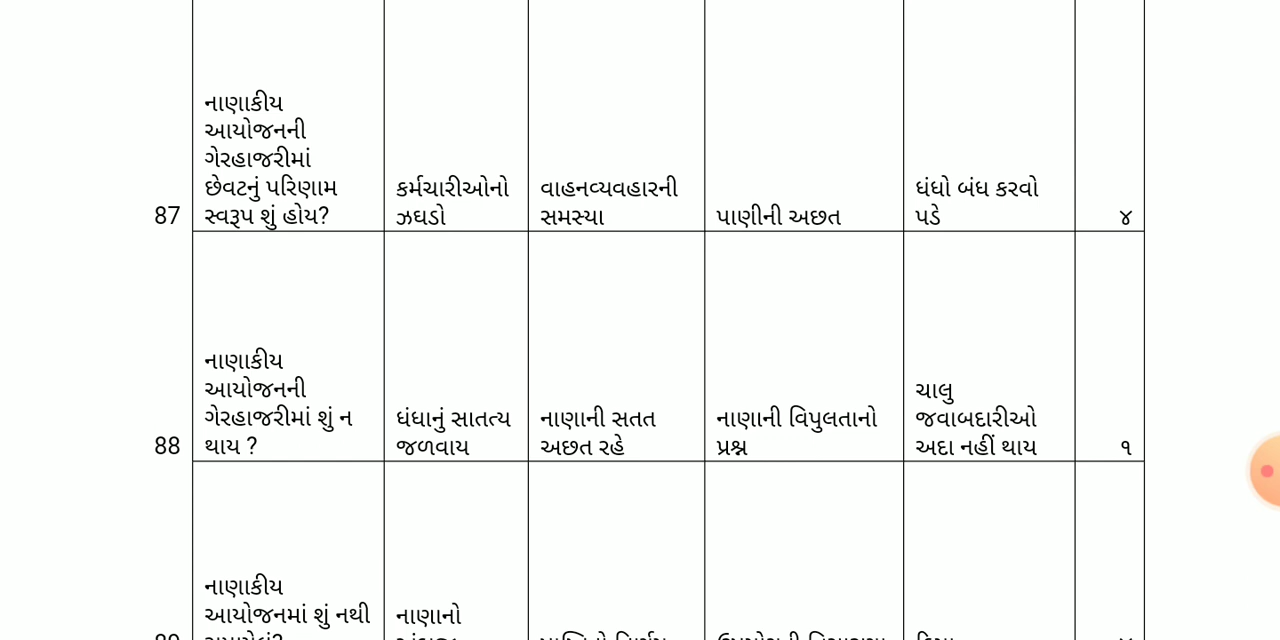 નાણાકીય
આયોજનની
ગેરહાજરીમાં
છેવટનું પરિણામ
87 સ્વરૂપ શું હોય?
કર્મચારીઓનો
ઝઘડો
વાહનવ્યવહારની
સમસ્યા
પાણીની અછત
ધંધો બંધ કરવો
પડે
૪
નાણાકીય
આયોજનની
ગેરહાજરીમાં શું ન
88 થાય ?
ધંધાનું સાતત્ય
જળવાય
નાણાની સતત
અછત રહે
નાણાની વિપુલતાનો
પ્રશ્ન
ચાલુ
જવાબદારીઓ
અદા નહીં થાય
૧
નાણાકીય
આયોજનમાં શું નથી
નાણાનો